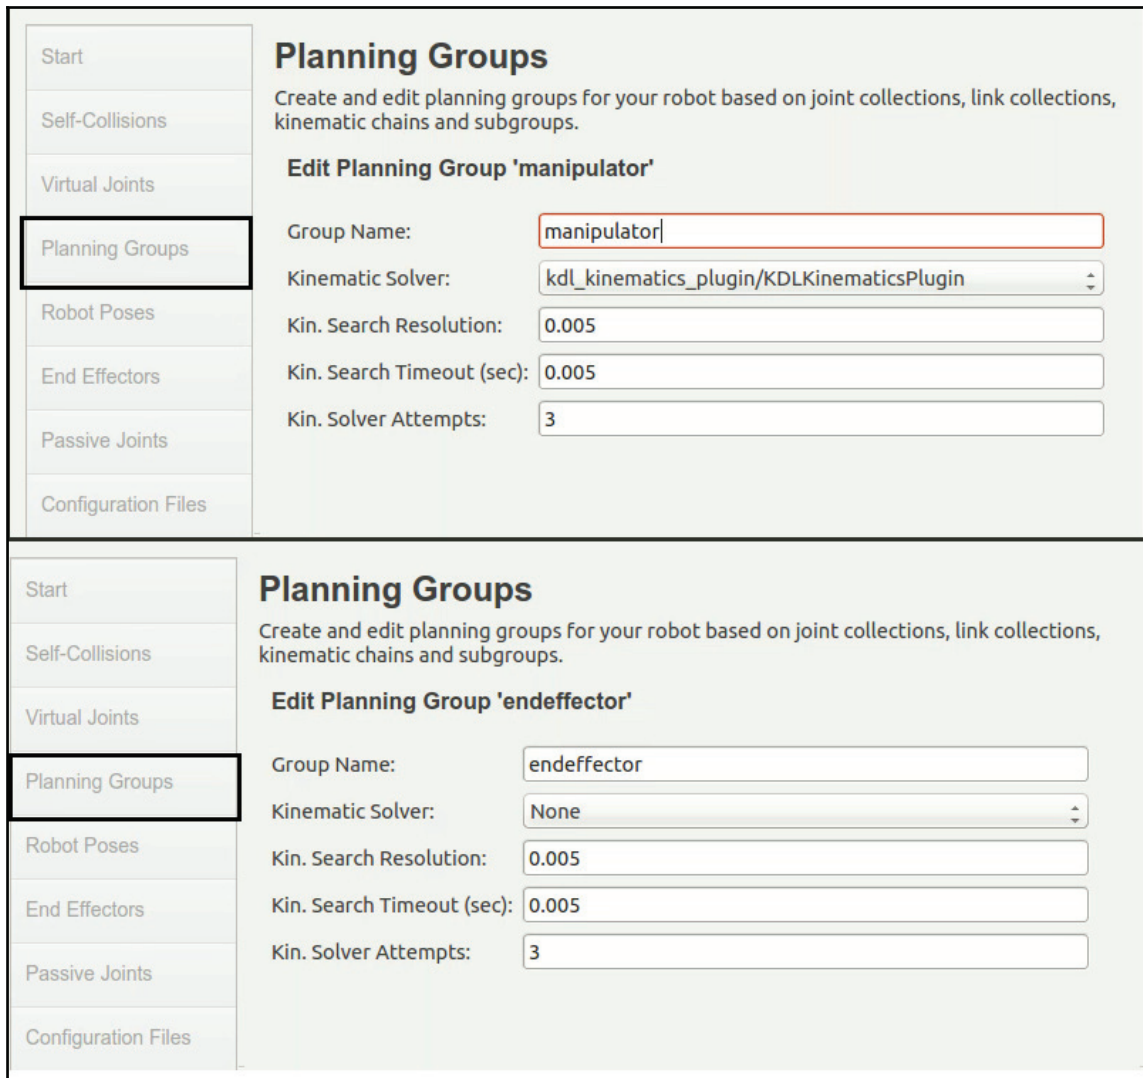 Start
Self-Collisions
Virtual Joints
Planning Groups
Robot Poses
End Effectors
Passive Joints
Configuration Files
Planning Groups
Create and edit planning groups for your robot based on joint collections, link collections,
kinematic chains and subgroups.
Edit Planning Group 'manipulator'
Group Name: manipulator
Kinematic Solver: kdl_kinematics_plugin/KDLKinematicsPlugin
Kin. Search Resolution: 0.005
Kin. Search Timeout (sec): 0.005
Kin. Solver Attempts: 3
Start
Self-Collisions
Virtual Joints
Planning Groups
Robot Poses
End Effectors
Passive Joints
Configuration Files
Planning Groups
Create and edit planning groups for your robot based on joint collections, link collections,
kinematic chains and subgroups.
Edit Planning Group 'endeffector'
Group Name: endeffector
Kinematic Solver: None
Kin. Search Resolution: 0.005
Kin. Search Timeout (sec): 0.005
Kin. Solver Attempts: 3